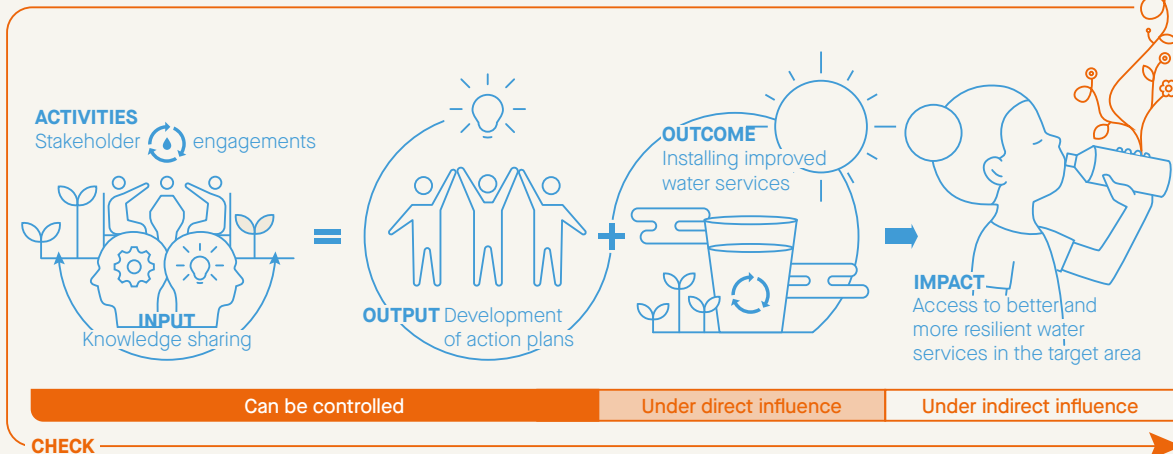 ACTIVITIES
Stakeholder engagements
INPUT
Knowledge sharing
OUTPUT Development
of action plans
OUTCOME
Installing improved
water services
IMPACT
Access to better and
more resilient water
services in the target area
Can be controlled
Under direct influence
Under indirect influence
CHECK